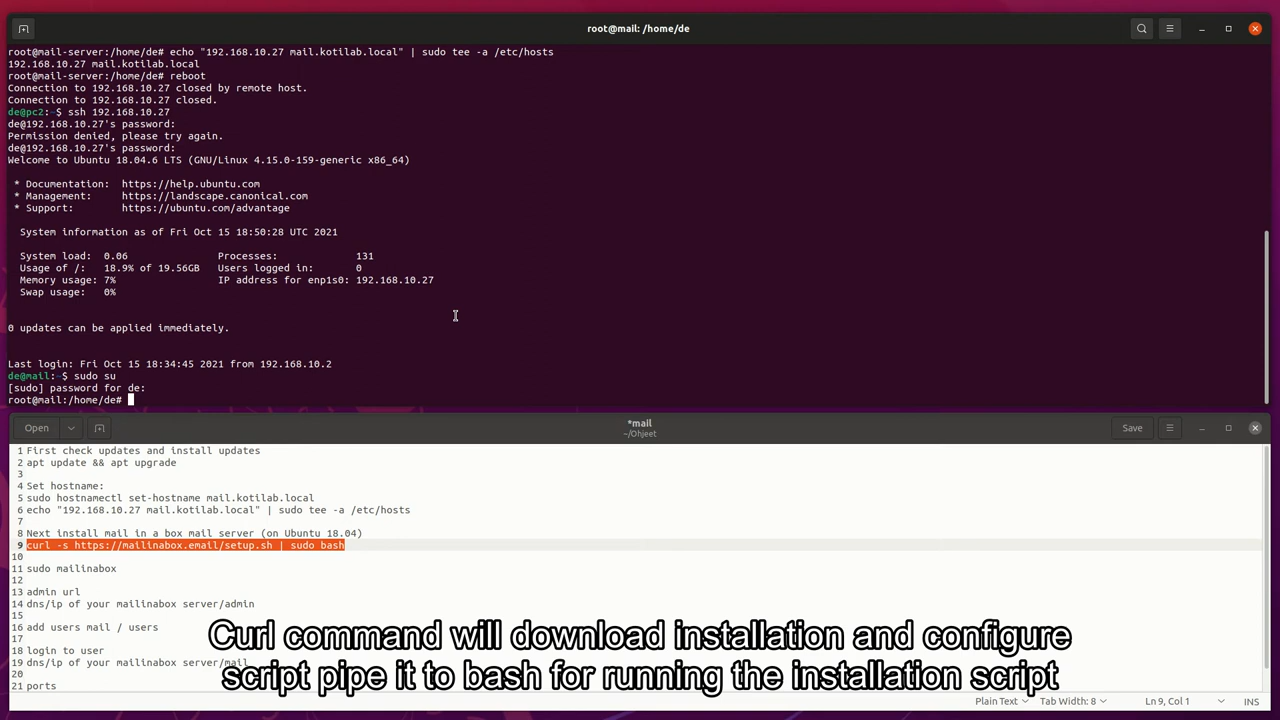 root@mail: /home/de
root@mail-server:/home/de# echo "192.168.10.27 mail.kotilab.local" | sudo tee -a /etc/hosts
192.168.10.27 mail.kotilab.local
root@mail-server:/home/de# reboot
Connection to 192.168.10.27 closed by remote host.
Connection to 192.168.10.27 closed.
de@pc2:~$ ssh 192.168.10.27
de@192.168.10.27's password:
Permission denied, please try again.
de@192.168.10.27's password:
Welcome to Ubuntu 18.04.6 LTS (GNU/Linux 4.15.0-159-generic x86_64)
* Documentation: https://help.ubuntu.com
* Management: https://landscape.canonical.com
* Support: https://ubuntu.com/advantage
System information as of Fri Oct 15 18:50:28 UTC 2021
System load: 0.06 Processes: 131
Usage of /: 18.9% of 19.56GB Users logged in: 0
Memory usage: 7% IP address for enp1s0: 192.168.10.27
Swap usage: 0%
0 updates can be applied immediately.
Last login: Fri Oct 15 18:34:45 2021 from 192.168.10.2
de@mail:~$ sudo su
[sudo] password for de:
root@mail:/home/de#
Open *mail Save
~/Ohjeet
1 First check updates and install updates
2 apt update && apt upgrade
3
4 Set hostname:
5 sudo hostnamectl set-hostname mail.kotilab.local
6 echo "192.168.10.27 mail.kotilab.local" | sudo tee -a /etc/hosts
7
8 Next install mail in a box mail server (on Ubuntu 18.04)
9 curl -s https://mailinabox.email/setup.sh | sudo bash
10
11 sudo mailinabox
12
13 admin url
14 dns/ip of your mailinabox server/admin
15
16 add users mail / users
17
18 login to user
19 dns/ip of your mailinabox server/mail
20
21 ports
Curl command will download installation and configure
script pipe it to bash for running the installation script
Plain Text Tab Width: 8 Ln 9, Col 1 INS